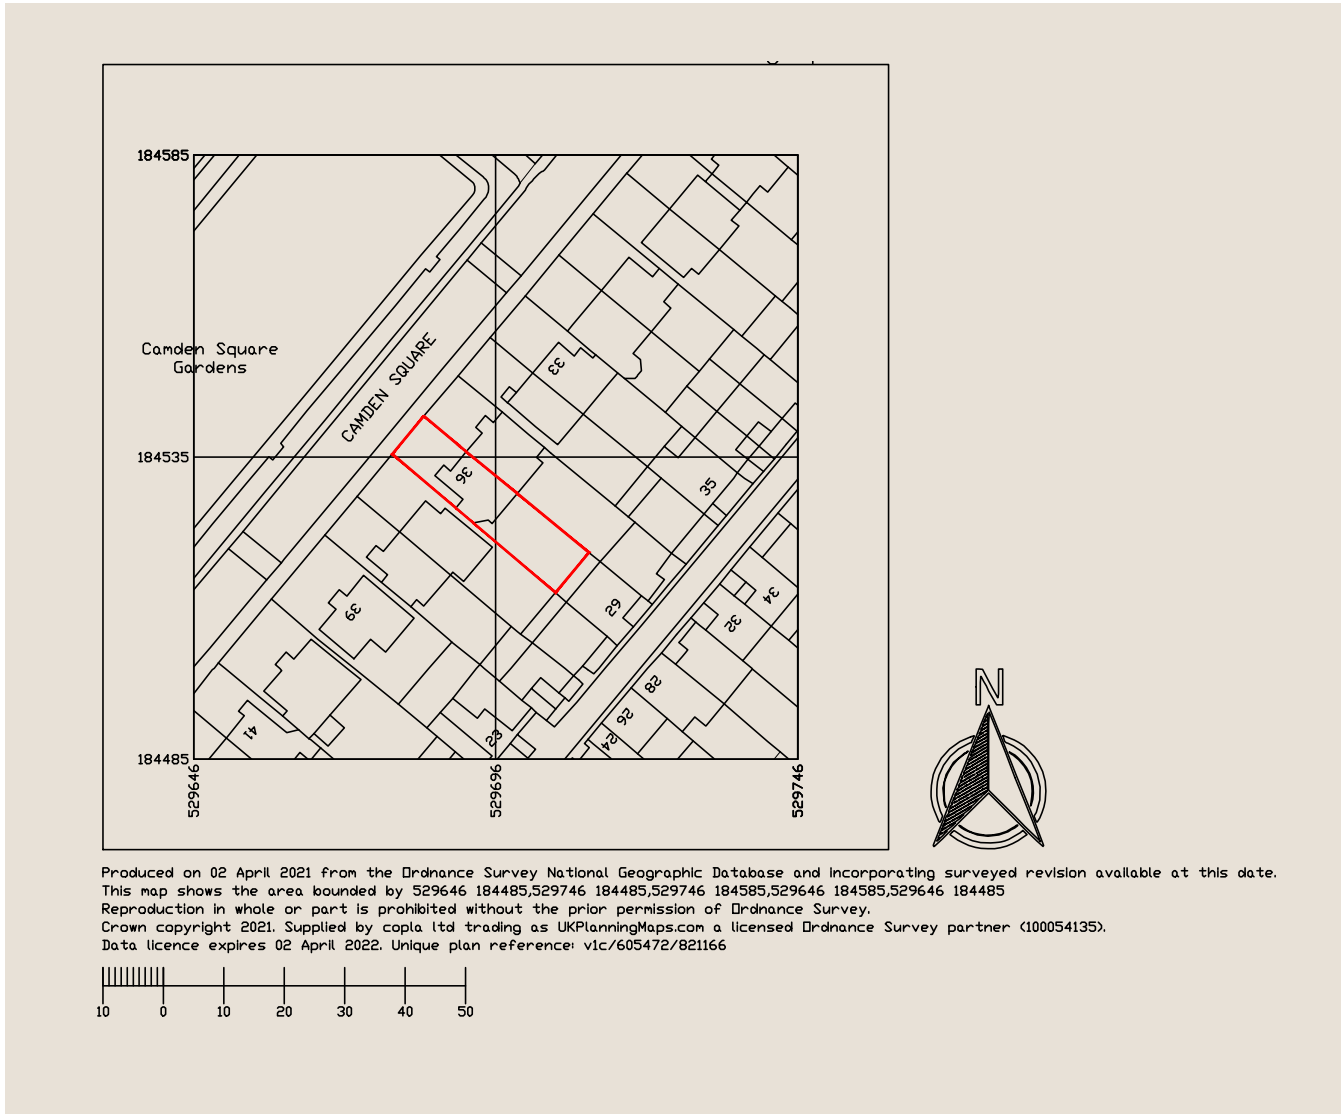 184585
Camden Square
Gardens
CAMDEN SQUARE
33
184535
36
35
34
29
32
39
28
26
41
23
24
184485
529646
529696
529746
N
Produced on 02 April 2021 from the Ordnance Survey National Geographic Database and incorporating surveyed revision available at this date.
This map shows the area bounded by 529646 184485,529746 184485,529746 184585,529646 184585,529646 184485
Reproduction in whole or part is prohibited without the prior permission of Ordnance Survey.
Crown copyright 2021. Supplied by copla ltd trading as UKPlanningMaps.com a licensed Ordnance Survey partner (100054135).
Data licence expires 02 April 2022. Unique plan reference: v1c/605472/821166
10 0 10 20 30 40 50